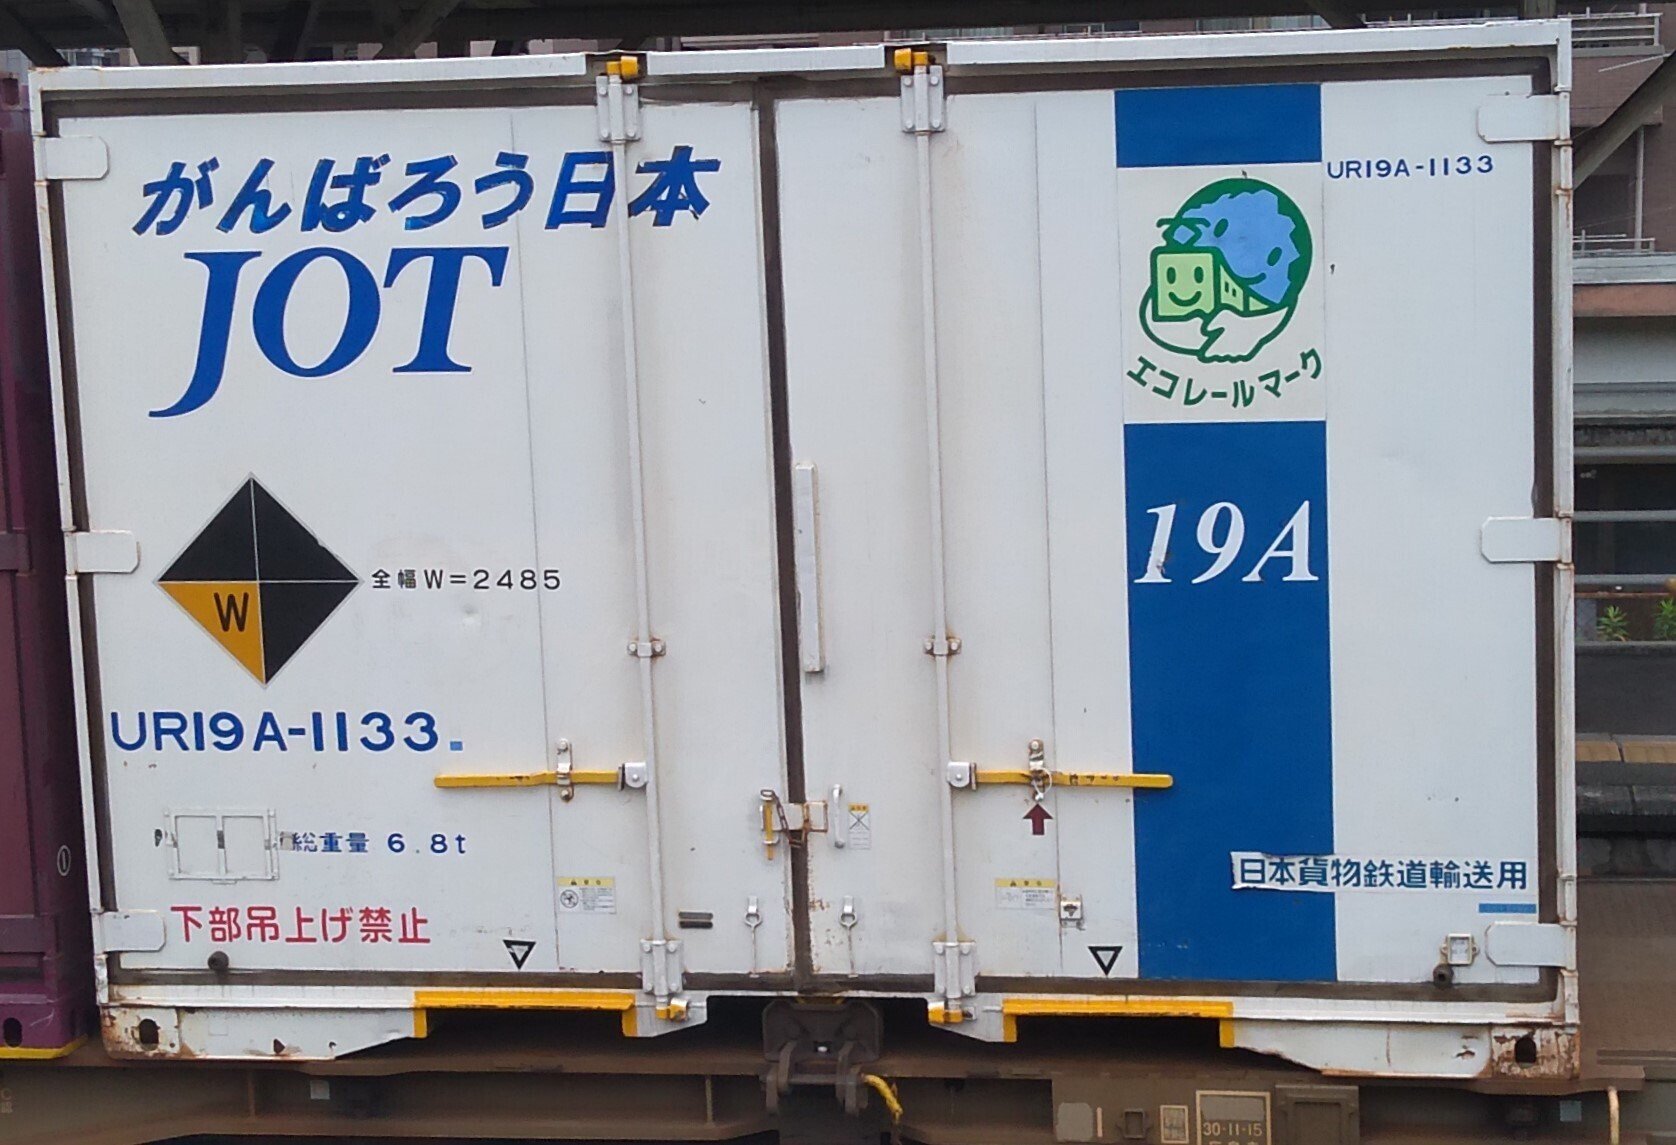 がんばろう日本
JOT
UR19A-1133
エコレールマーク
19A
W
全幅W=2485
UR19A-1133
総重量 6.8t
下部吊上げ禁止
日本貨物鉄道輸送用
30-11-15